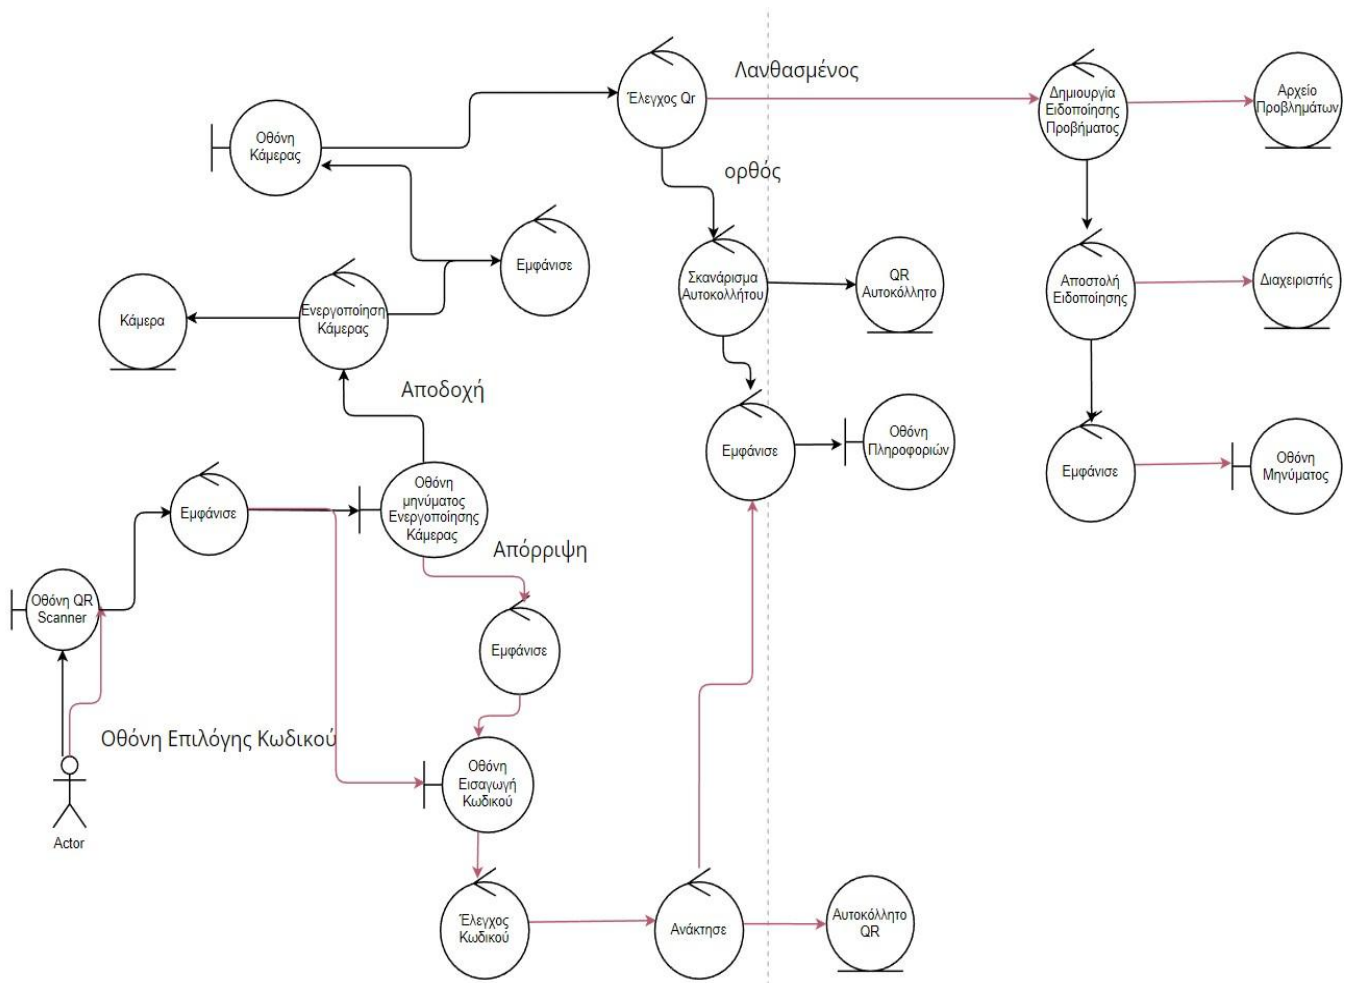 Λανθασμένος
Έλεγχος Qr
Δημιουργία
Ειδοποίησης
Προβήματος
Αρχείο
Προβλημάτων
Οθόνη
Κάμερας
ορθός
Εμφάνισε
Σκανάρισμα
Αυτοκολλήτου
QR
Αυτοκόλλητο
Αποστολή
Ειδοποίησης
Διαχειριστής
Κάμερα
Ενεργοποίηση
Κάμερας
Αποδοχή
Εμφάνισε
Οθόνη
Πληροφοριών
Εμφάνισε
Οθόνη
Μηνύματος
Εμφάνισε
Οθόνη
μηνύματος
Ενεργοποίησης
Κάμερας
Απόρριψη
Οθόνη QR
Scanner
Εμφάνισε
Οθόνη Επιλόγης Κωδικού
Οθόνη
Εισαγωγή
Κωδικού
Actor
Έλεγχος
Κωδικού
Ανάκτησε
Αυτοκόλλητο
QR